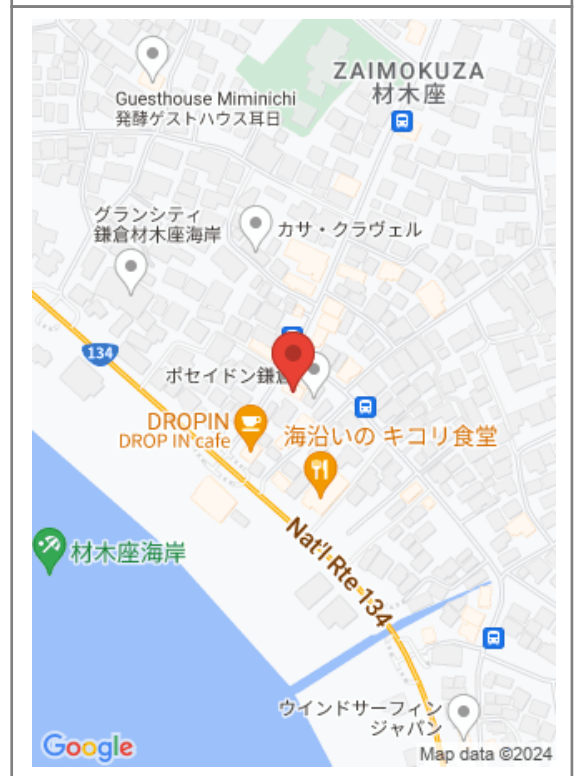 ZAIMOKUZA
材木座
Guesthouse Miminichi
発酵ゲストハウス耳日
グランシティ
鎌倉材木座海岸
カサ・クラヴェル
134
ポセイドン鎌倉
DROPIN
DROP IN cafe
海沿いの キコリ食堂
Nat'l Rte 134
材木座海岸
ウインドサーフィン
ジャパン
Google
Map data ©2024